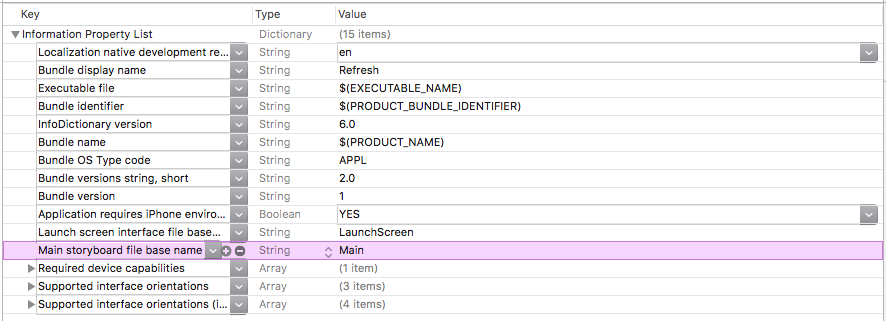 Key Type Value
Information Property List Dictionary (15 items)
Localization native development re... String en
Bundle display name String Refresh
Executable file String $(EXECUTABLE_NAME)
Bundle identifier String $(PRODUCT_BUNDLE_IDENTIFIER)
InfoDictionary version String 6.0
Bundle name String $(PRODUCT_NAME)
Bundle OS Type code String APPL
Bundle versions string, short String 2.0
Bundle version String 1
Application requires iPhone enviro... Boolean YES
Launch screen interface file base... String LaunchScreen
Main storyboard file base name String Main
Required device capabilities Array (1 item)
Supported interface orientations Array (3 items)
Supported interface orientations (i... Array (4 items)